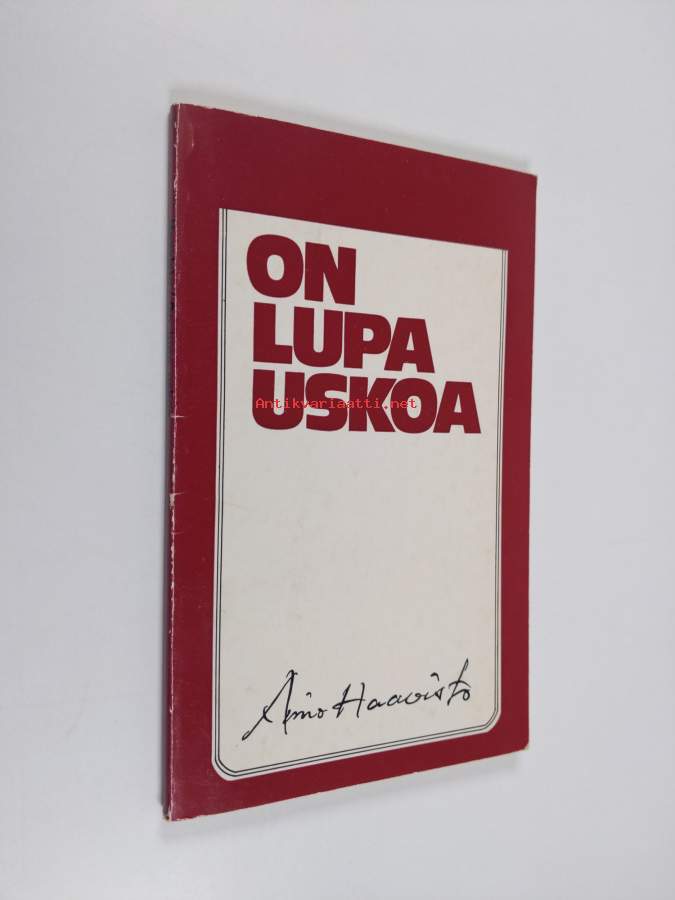 ON
LUPA
USKOA
Antikvariaatti.net
Aino Haavisto